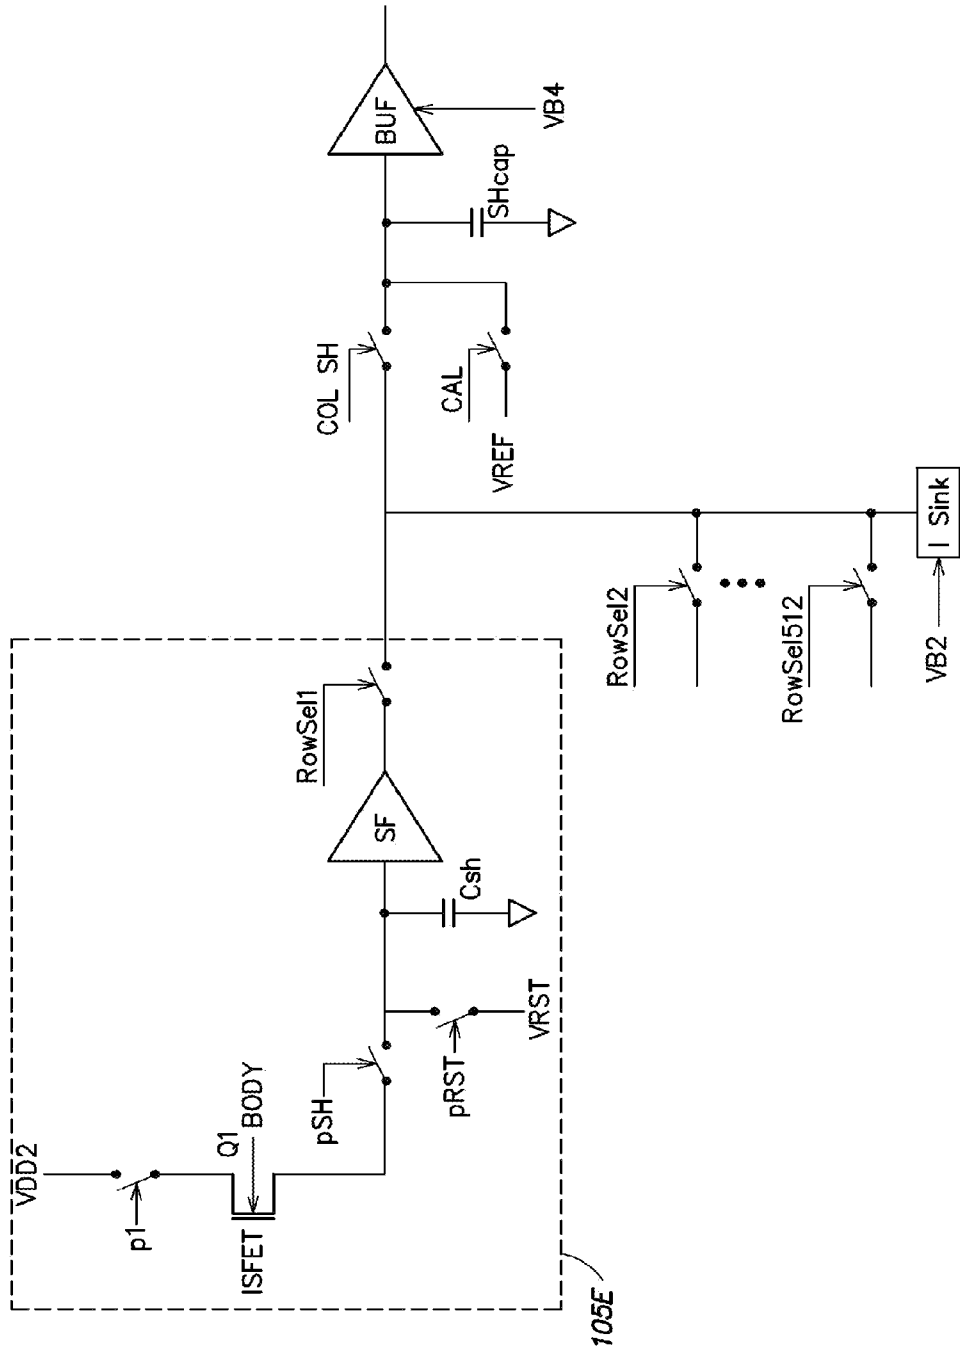 VDD2
p1
ISFET
Q1
BODY
pSH
pRST
VRST
Csh
SF
RowSel1
105E
RowSel2
RowSel512
VB2
I Sink
COL SH
CAL
VREF
SHcap
BUF
VB4